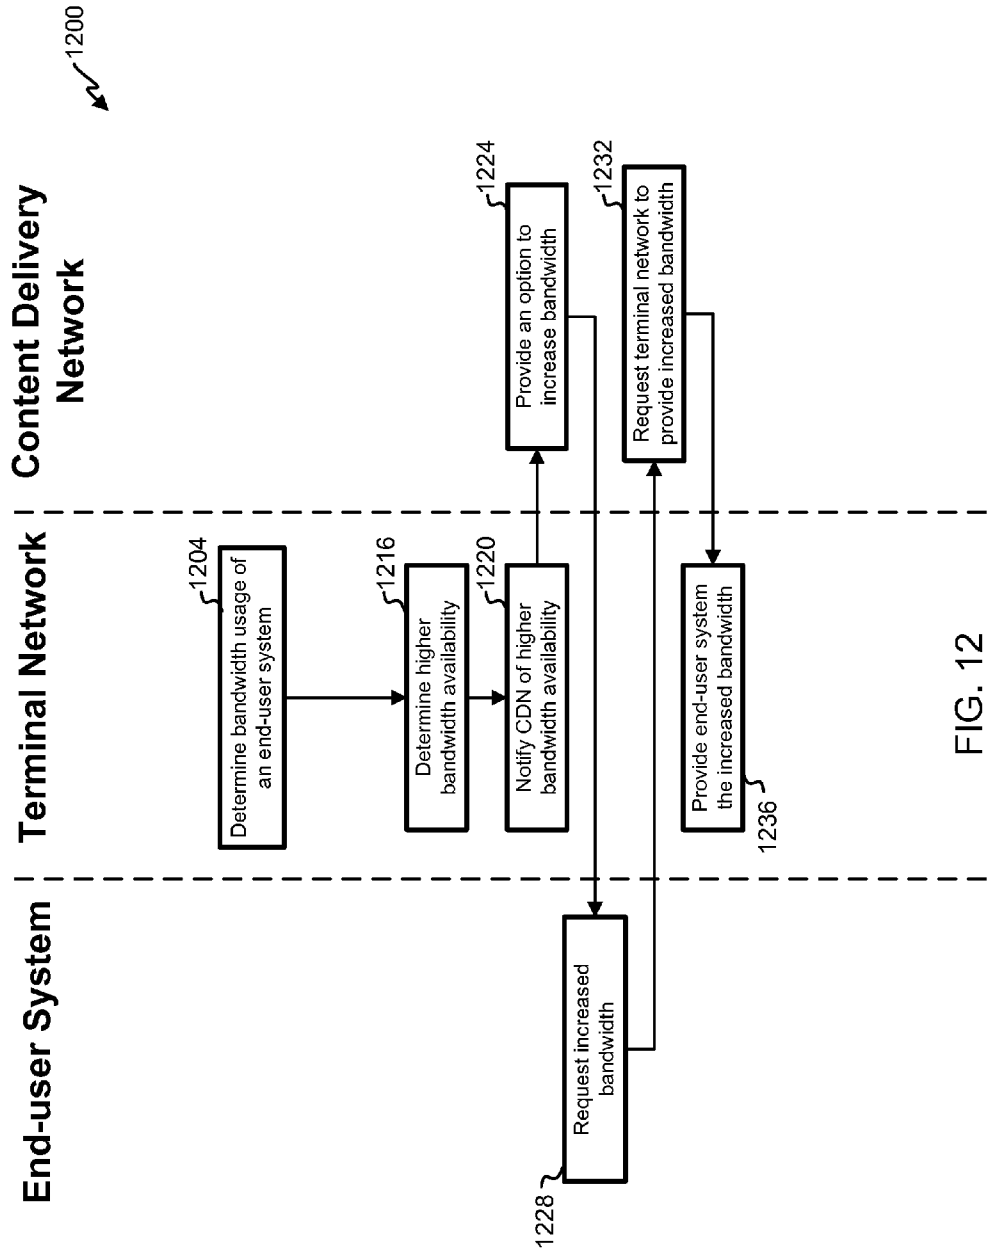 1200
End-user System
Terminal Network
Content Delivery
Network
1204
Determine bandwidth usage of
an end-user system
1216
Determine higher
bandwidth availability
1220
Notify CDN of higher
bandwidth availability
1224
Provide an option to
increase bandwidth
1228
Request increased
bandwidth
1232
Request terminal network to
provide increased bandwidth
1236
Provide end-user system
the increased bandwidth
FIG. 12